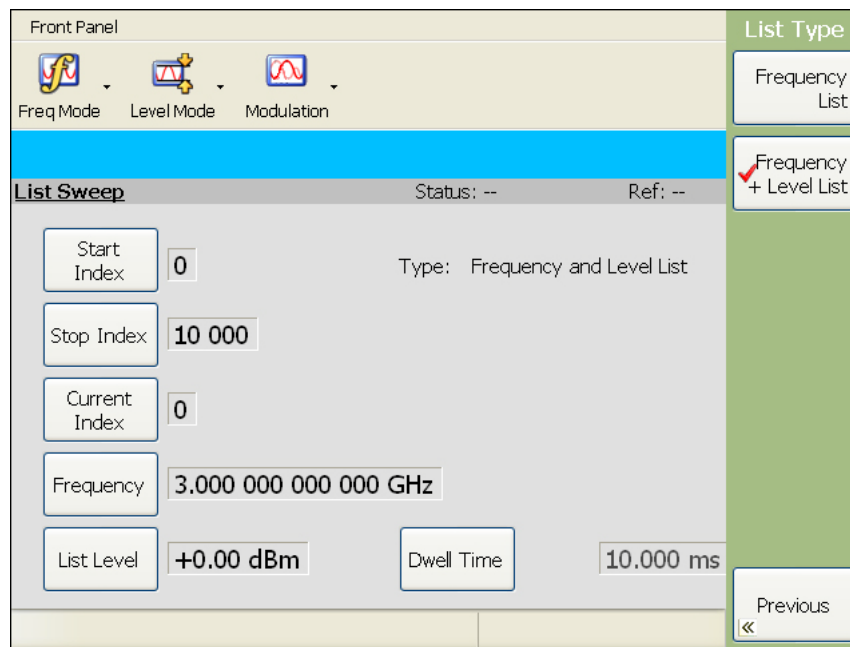 Front Panel
List Type
Freq Mode
Level Mode
Modulation
Frequency
List
Frequency
+ Level List
List Sweep
Status: --
Ref: --
Start
Index
0
Type: Frequency and Level List
Stop Index
10 000
Current
Index
0
Frequency
3.000 000 000 000 GHz
List Level
+0.00 dBm
Dwell Time
10.000 ms
Previous